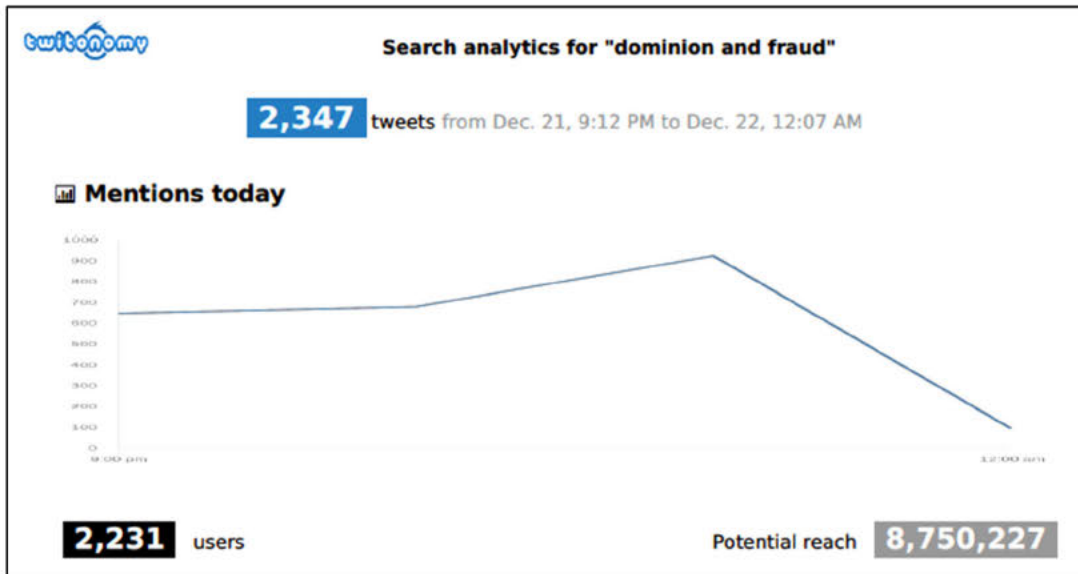 twitonomy
Search analytics for "dominion and fraud"
2,347 tweets from Dec. 21, 9:12 PM to Dec. 22, 12:07 AM
Mentions today
1000
900
800
700
600
500
400
300
200
100
0
9:00 pm 12:00 am
2,231 users Potential reach 8,750,227